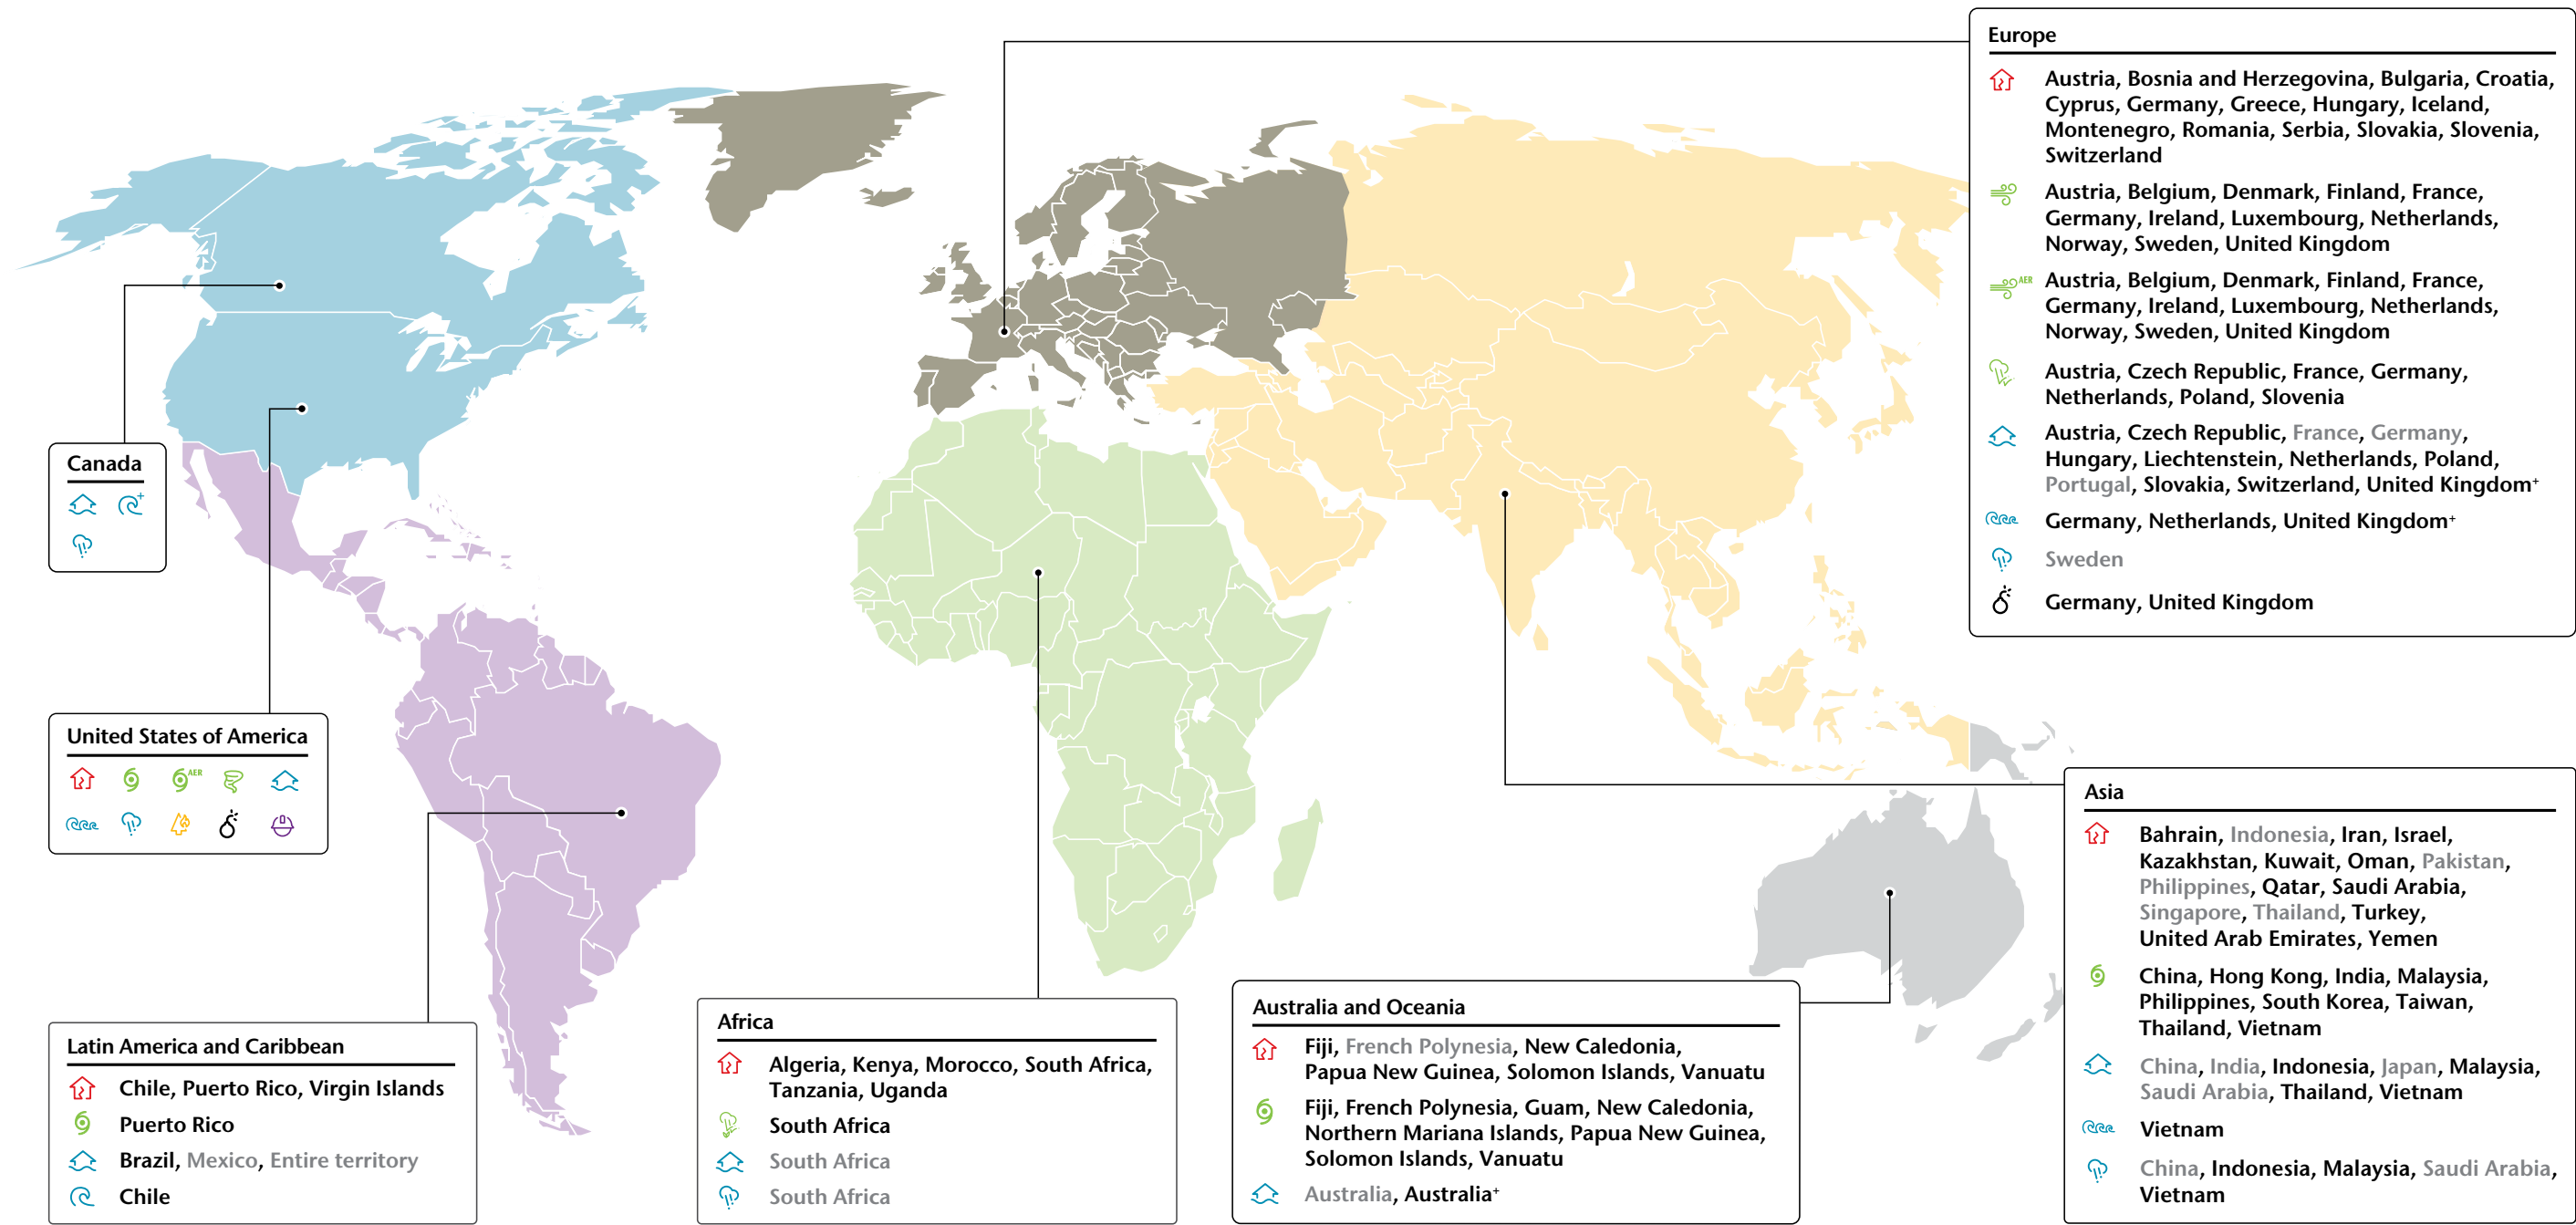 Europe
Austria, Bosnia and Herzegovina, Bulgaria, Croatia,
Cyprus, Germany, Greece, Hungary, Iceland,
Montenegro, Romania, Serbia, Slovakia, Slovenia,
Switzerland
Austria, Belgium, Denmark, Finland, France,
Germany, Ireland, Luxembourg, Netherlands,
Norway, Sweden, United Kingdom
AER
Austria, Belgium, Denmark, Finland, France,
Germany, Ireland, Luxembourg, Netherlands,
Norway, Sweden, United Kingdom
Austria, Czech Republic, France, Germany,
Netherlands, Poland, Slovenia
Austria, Czech Republic, France, Germany,
Hungary, Liechtenstein, Netherlands, Poland,
Portugal, Slovakia, Switzerland, United Kingdom+
Germany, Netherlands, United Kingdom+
Sweden
Germany, United Kingdom
Canada
+
United States of America
AER
Latin America and Caribbean
Chile, Puerto Rico, Virgin Islands
Puerto Rico
Brazil, Mexico, Entire territory
Chile
Africa
Algeria, Kenya, Morocco, South Africa,
Tanzania, Uganda
South Africa
South Africa
South Africa
Australia and Oceania
Fiji, French Polynesia, New Caledonia,
Papua New Guinea, Solomon Islands, Vanuatu
Fiji, French Polynesia, Guam, New Caledonia,
Northern Mariana Islands, Papua New Guinea,
Solomon Islands, Vanuatu
Australia, Australia+
Asia
Bahrain, Indonesia, Iran, Israel,
Kazakhstan, Kuwait, Oman, Pakistan,
Philippines, Qatar, Saudi Arabia,
Singapore, Thailand, Turkey,
United Arab Emirates, Yemen
China, Hong Kong, India, Malaysia,
Philippines, South Korea, Taiwan,
Thailand, Vietnam
China, India, Indonesia, Japan, Malaysia,
Saudi Arabia, Thailand, Vietnam
Vietnam
China, Indonesia, Malaysia, Saudi Arabia,
Vietnam